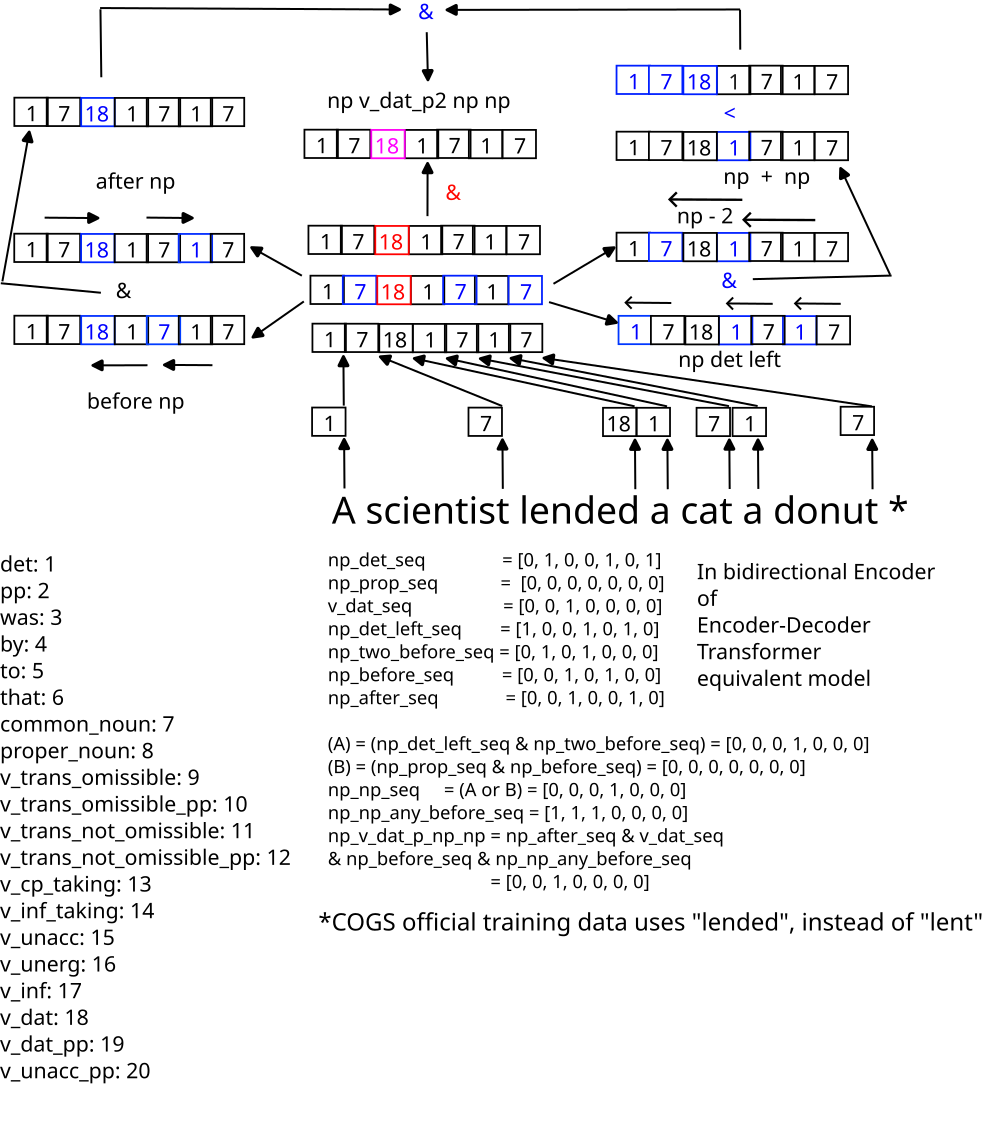 &
1 7 18 1 7 1 7
&
1 7 18 1 7 1 7
np v_dat_p2 np np
1 7 18 1 7 1 7
<
1 7 18 1 7 1 7
after np
&
np + np
1 7 18 1 7 1 7
1 7 18 1 7 1 7
np - 2
1 7 18 1 7 1 7
&
1 7 18 1 7 1 7
&
1 7 18 1 7 1 7
1 7 18 1 7 1 7
1 7 18 1 7 1 7
np det left
before np
1 7 18 1 7 1 7
A scientist lended a cat a donut *
det: 1
pp: 2
was: 3
by: 4
to: 5
that: 6
common_noun: 7
proper_noun: 8
v_trans_omissible: 9
v_trans_omissible_pp: 10
v_trans_not_omissible: 11
v_trans_not_omissible_pp: 12
v_cp_taking: 13
v_inf_taking: 14
v_unacc: 15
v_unerg: 16
v_inf: 17
v_dat: 18
v_dat_pp: 19
v_unacc_pp: 20
np_det_seq = [0, 1, 0, 0, 1, 0, 1]
np_prop_seq = [0, 0, 0, 0, 0, 0, 0]
v_dat_seq = [0, 0, 1, 0, 0, 0, 0]
np_det_left_seq = [1, 0, 0, 1, 0, 1, 0]
np_two_before_seq = [0, 1, 0, 1, 0, 0, 0]
np_before_seq = [0, 0, 1, 0, 1, 0, 0]
np_after_seq = [0, 0, 1, 0, 0, 1, 0]
(A) = (np_det_left_seq & np_two_before_seq) = [0, 0, 0, 1, 0, 0, 0]
(B) = (np_prop_seq & np_before_seq) = [0, 0, 0, 0, 0, 0, 0]
np_np_seq = (A or B) = [0, 0, 0, 1, 0, 0, 0]
np_np_any_before_seq = [1, 1, 1, 0, 0, 0, 0]
np_v_dat_p_np_np = np_after_seq & v_dat_seq
& np_before_seq & np_np_any_before_seq
= [0, 0, 1, 0, 0, 0, 0]
In bidirectional Encoder
of
Encoder-Decoder
Transformer
equivalent model
*COGS official training data uses "lended", instead of "lent"